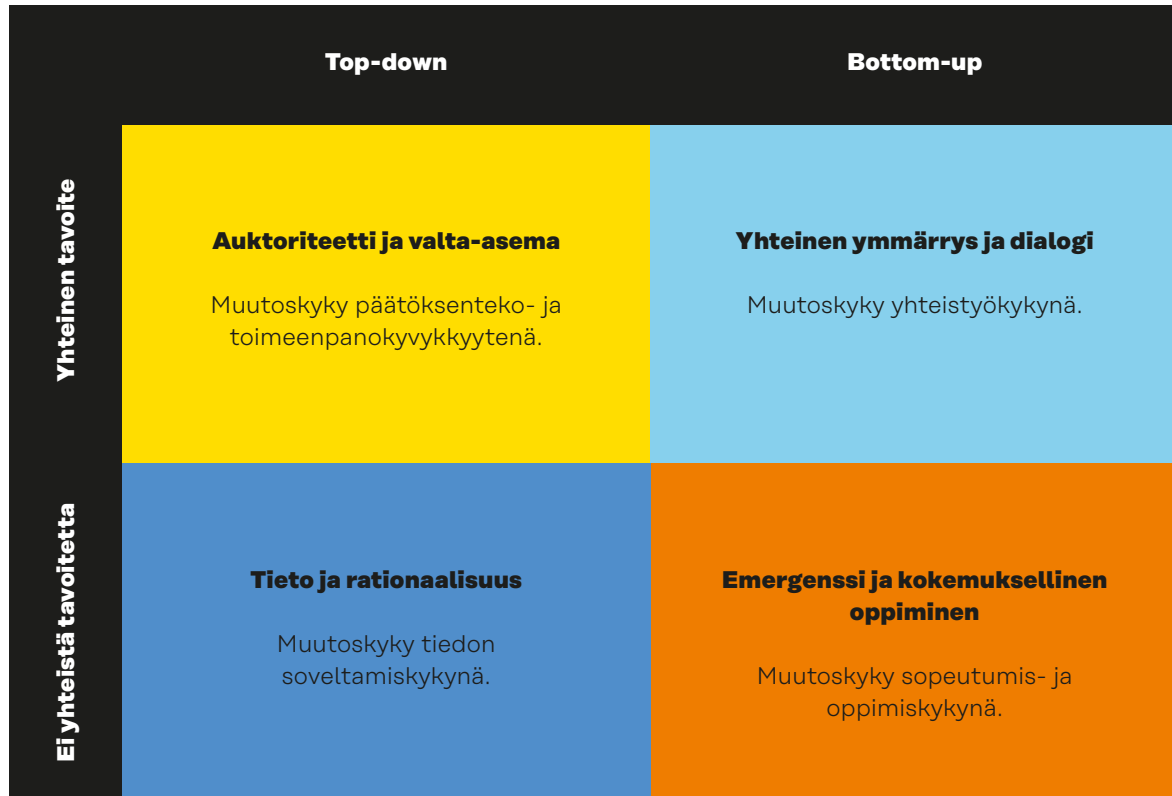 Top-down
Bottom-up
Yhteinen tavoite
Auktoriteetti ja valta-asema
Muutoskyky päätöksenteko- ja
toimeenpanokyvykkyytenä.
Yhteinen ymmärrys ja dialogi
Muutoskyky yhteistyökykynä.
Ei yhteistä tavoitetta
Tieto ja rationaalisuus
Muutoskyky tiedon
soveltamiskykynä.
Emergenssi ja kokemuksellinen
oppiminen
Muutoskyky sopeutumis- ja
oppimiskykynä.